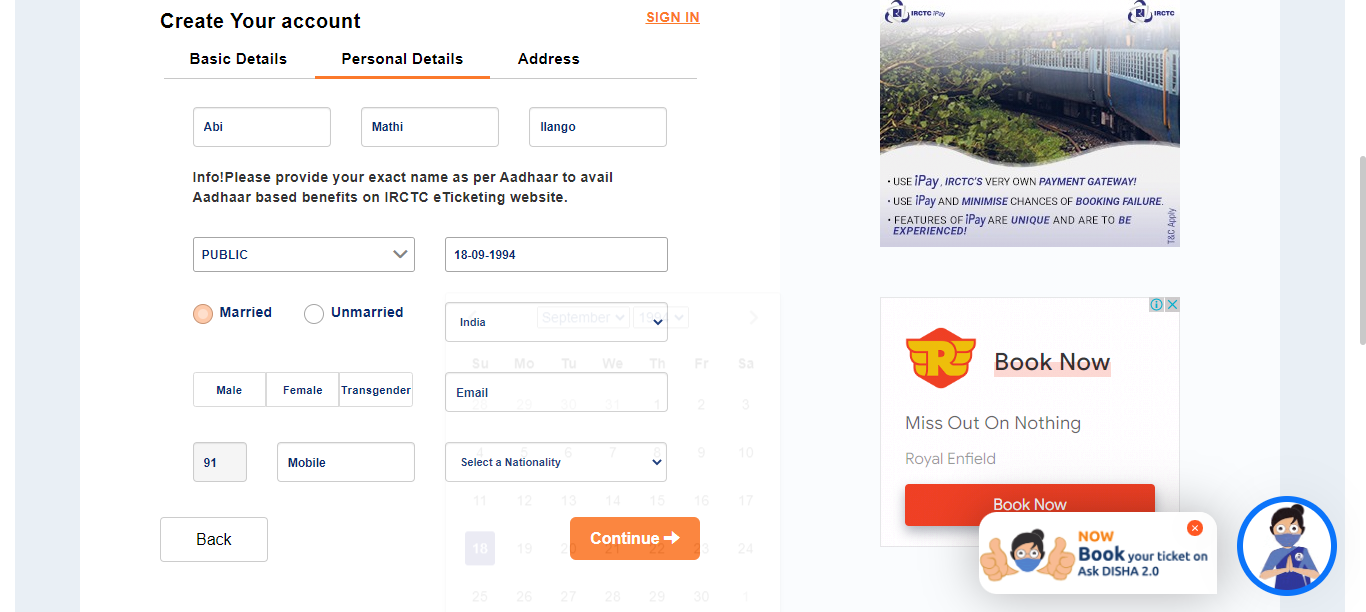 Create Your account
SIGN IN
Basic Details Personal Details Address
Abi Mathi Ilango
Info!Please provide your exact name as per Aadhaar to avail
Aadhaar based benefits on IRCTC eTicketing website.
PUBLIC 18-09-1994
Married Unmarried India
September
Su Mo Tu We Th Fr Sa
Male Female Transgender Email
28 29 30 31 1 2 3
4 5 6 7 8 9 10
91 Mobile Select a Nationality
11 12 13 14 15 16 17
18 19 20 21 22 23 24
Back Continue
25 26 27 28 29 30 1
IRCTC iPay
IRCTC
• USE iPay, IRCTC'S VERY OWN PAYMENT GATEWAY!
• USE iPay AND MINIMISE CHANCES OF BOOKING FAILURE.
• FEATURES OF iPay ARE UNIQUE AND ARE TO BE
EXPERIENCED!
T&C Apply
R
Book Now
Miss Out On Nothing
Royal Enfield
Book Now
NOW
Book your ticket on
Ask DISHA 2.0